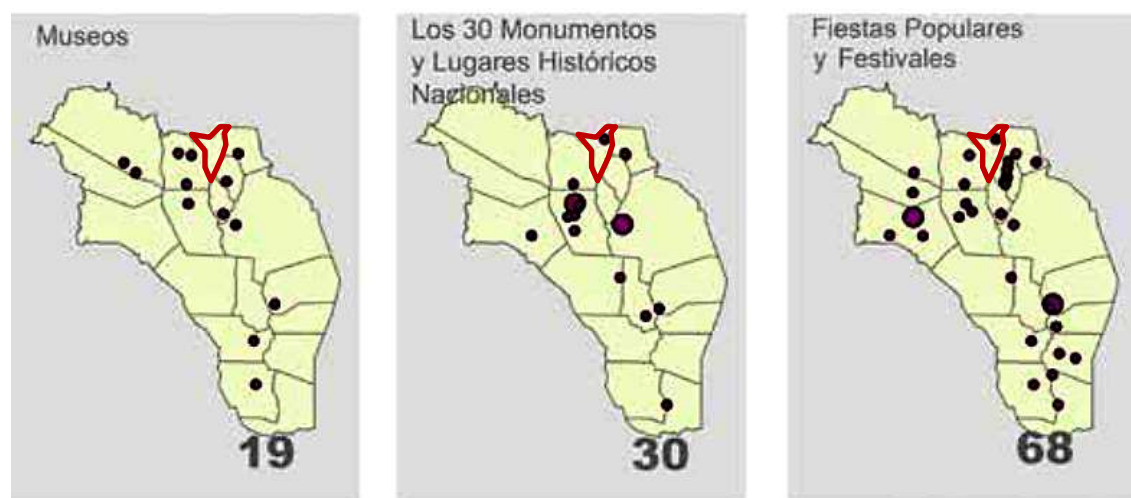 Museos
19
Los 30 Monumentos
y Lugares Históricos
Nacionales
30
Fiestas Populares
y Festivales
68